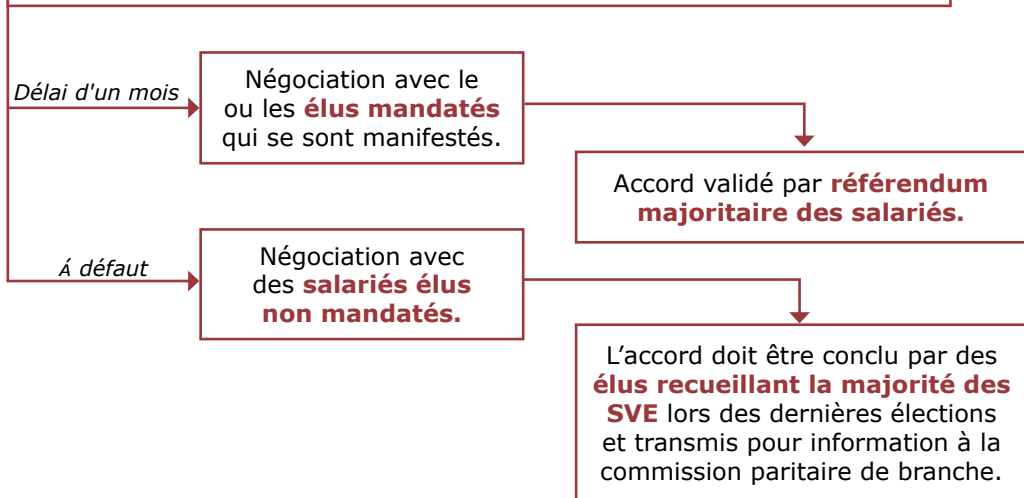 Délai d'un mois
Négociation avec le
ou les élus mandatés
qui se sont manifestés.
Accord validé par référendum
majoritaire des salariés.
Á défaut
Négociation avec
des salariés élus
non mandatés.
L’accord doit être conclu par des
élus recueillant la majorité des
SVE lors des dernières élections
et transmis pour information à la
commission paritaire de branche.